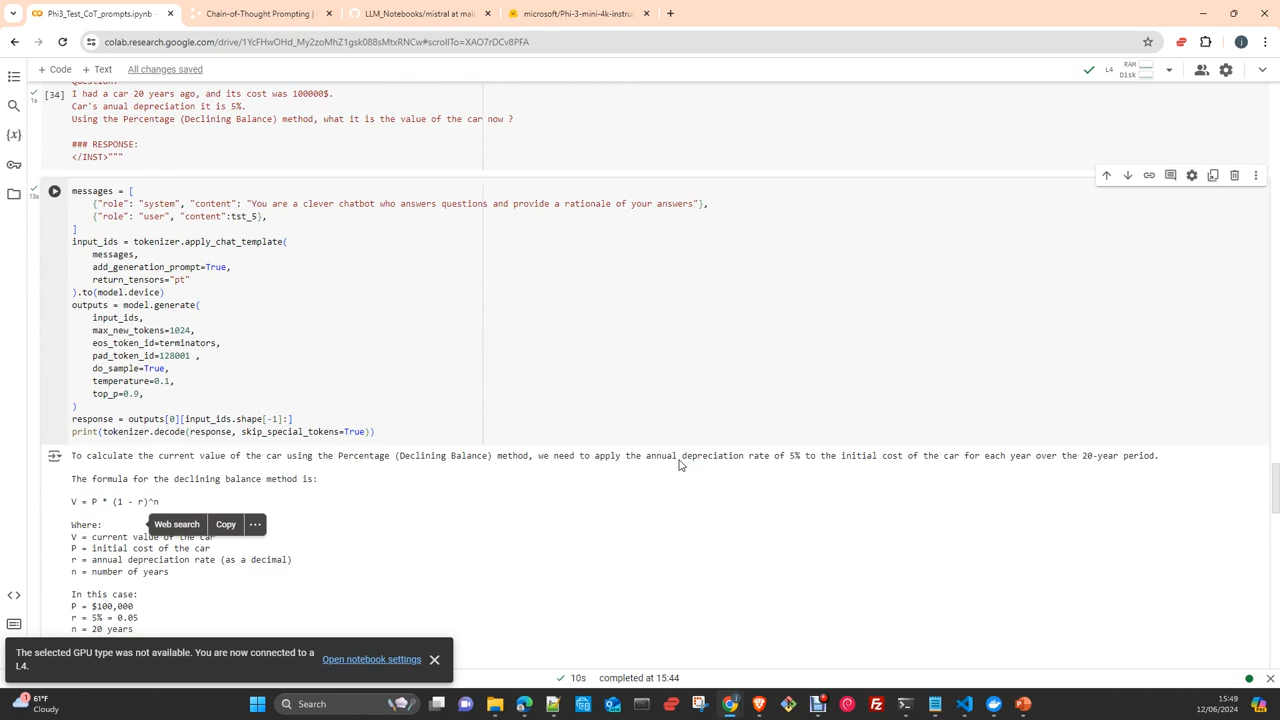 Phi3_Test_CoT_prompts.ipynb
Chain-of-Thought Prompting |
LLM_Notebooks/mistral at main
microsoft/Phi-3-mini-4k-instruc
colab.research.google.com/drive/1YcFHwOHd_My2zoMhZ1gsk088sMtxRNCw#scrollTo=XAO7rDCv8PFA
+ Code + Text All changes saved
L4 RAM
Disk
Question:
[34] I had a car 20 years ago, and its cost was 100000$.
1s
Car's anual depreciation it is 5%.
Using the Percentage (Declining Balance) method, what it is the value of the car now ?
### RESPONSE:
</INST>"""
13s
messages = [
{"role": "system", "content": "You are a clever chatbot who answers questions and provide a rationale of your answers"},
{"role": "user", "content":tst_5},
]
input_ids = tokenizer.apply_chat_template(
messages,
add_generation_prompt=True,
return_tensors="pt"
).to(model.device)
outputs = model.generate(
input_ids,
max_new_tokens=1024,
eos_token_id=terminators,
pad_token_id=128001 ,
do_sample=True,
temperature=0.1,
top_p=0.9,
)
response = outputs[0][input_ids.shape[-1]:]
print(tokenizer.decode(response, skip_special_tokens=True))
To calculate the current value of the car using the Percentage (Declining Balance) method, we need to apply the annual depreciation rate of 5% to the initial cost of the car for each year over the 20-year period.
The formula for the declining balance method is:
V = P * (1 - r)^n
Where:
Web search Copy
V = current value of the car
P = initial cost of the car
r = annual depreciation rate (as a decimal)
n = number of years
In this case:
P = $100,000
r = 5% = 0.05
n = 20 years
The selected GPU type was not available. You are now connected to a
L4.
Open notebook settings
10s completed at 15:44
61°F
Cloudy
Search
15:49
12/06/2024